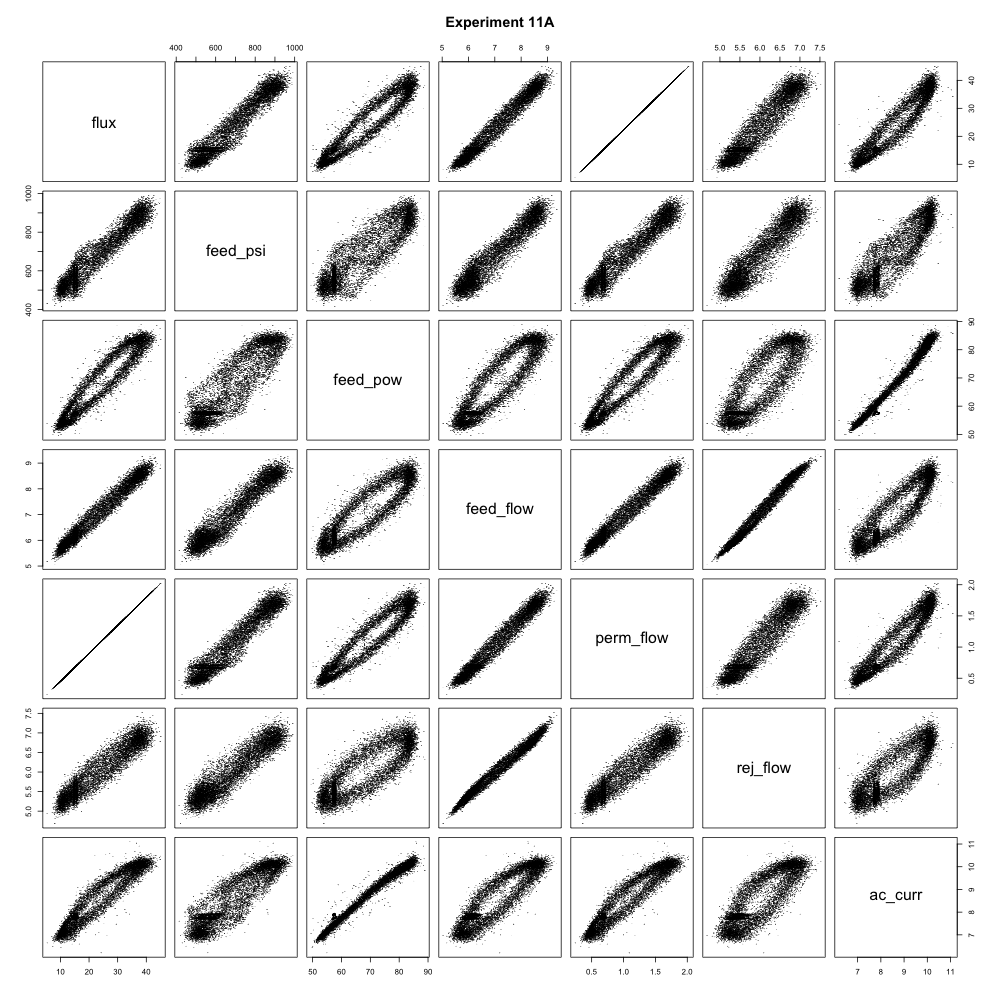 Experiment 11A
400 600 800 1000
5 6 7 8 9
5.0 5.5 6.0 6.5 7.0 7.5
flux
10 20 30 40
400 600 800 1000
feed_psi
feed_pow
50 60 70 80 90
5 6 7 8 9
feed_flow
perm_flow
0.5 1.0 1.5 2.0
5.0 5.5 6.0 6.5 7.0 7.5
rej_flow
ac_curr
7 8 9 10 11
10 20 30 40
50 60 70 80 90
0.5 1.0 1.5 2.0
7 8 9 10 11